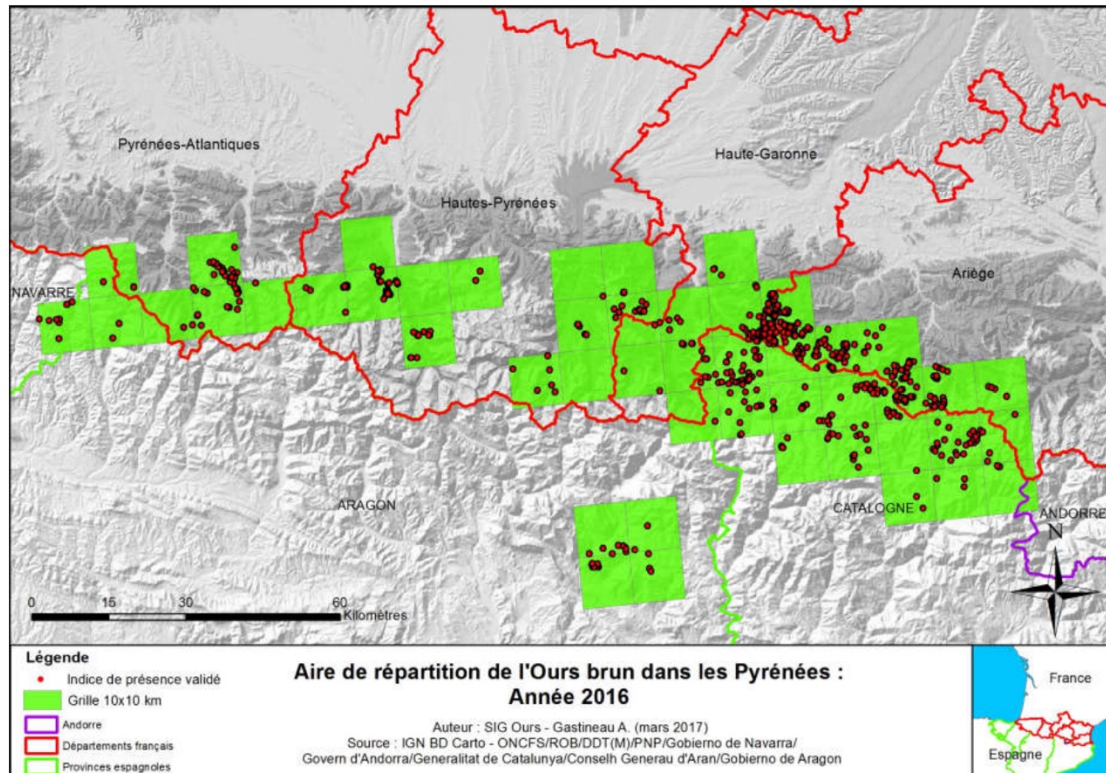 Pyrénées-Atlantiques
Haute-Garonne
Hautes-Pyrénées
Ariège
NAVARRE
ARAGON
CATALOGNE
ANDORRE
N
0 15 30 60
Kilomètres
Légende
Indice de présence validé
Grille 10x10 km
Andorre
Départements français
Provinces espagnoles
Aire de répartition de l'Ours brun dans les Pyrénées :
Année 2016
Auteur : SIG Ours - Gastineau A. (mars 2017)
Source : IGN BD Carto - ONCFS/ROB/DDT(M)/PNP/Gobierno de Navarra/
Govern d'Andorra/Generalitat de Catalunya/Conselh Generau d'Aran/Gobierno de Aragon
France
Espagne